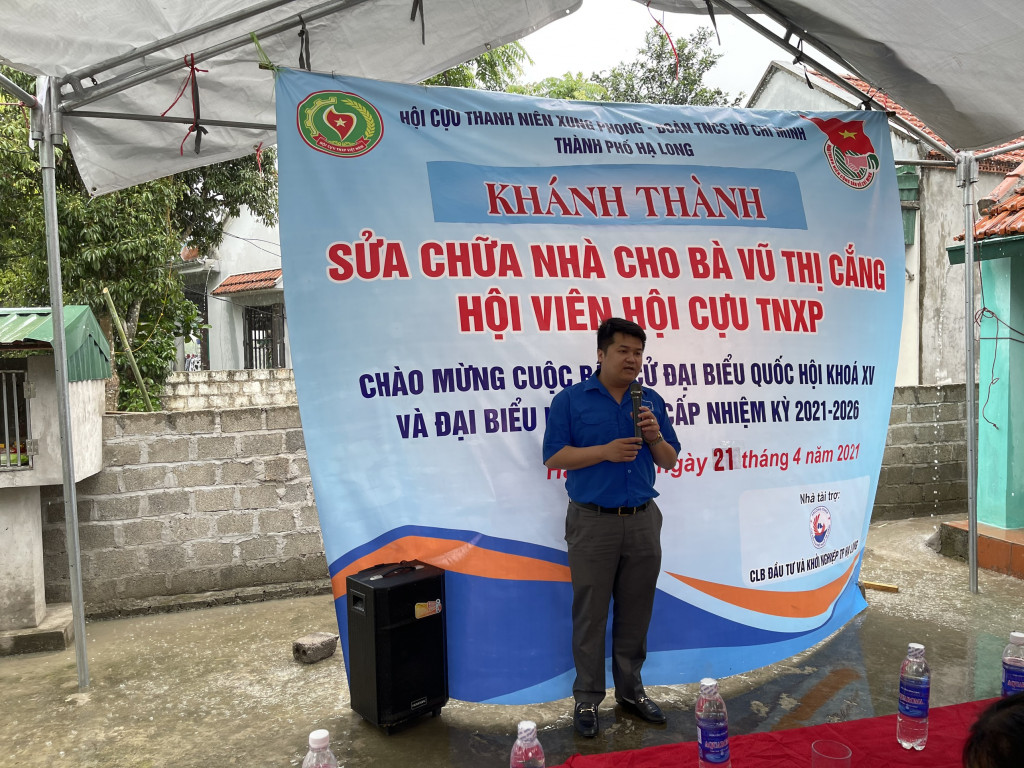 HỘI CỰU THANH NIÊN XUNG PHONG - ĐOÀN TNCS HỒ CHÍ MINH
THÀNH PHỐ HẠ LONG
KHÁNH THÀNH
SỬA CHỮA NHÀ CHO BÀ VŨ THỊ CẮNG
HỘI VIÊN HỘI CỰU TNXP
CHÀO MỪNG CUỘC BẦU CỬ ĐẠI BIỂU QUỐC HỘI KHOÁ XV
VÀ ĐẠI BIỂU CẤP NHIỆM KỲ 2021-2026
ngày 21 tháng 4 năm 2021
Nhà tài trợ:
CLB ĐẦU TƯ VÀ KHỞI NGHIỆP TP HẠ LONG